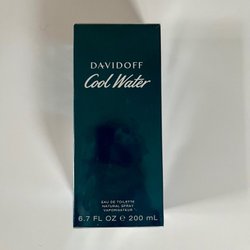 DAVIDOFF
Cool Water
EAU DE TOILETTE
NATURAL SPRAY
VAPORISATEUR
6.7 FL OZ ℮ 200 mL